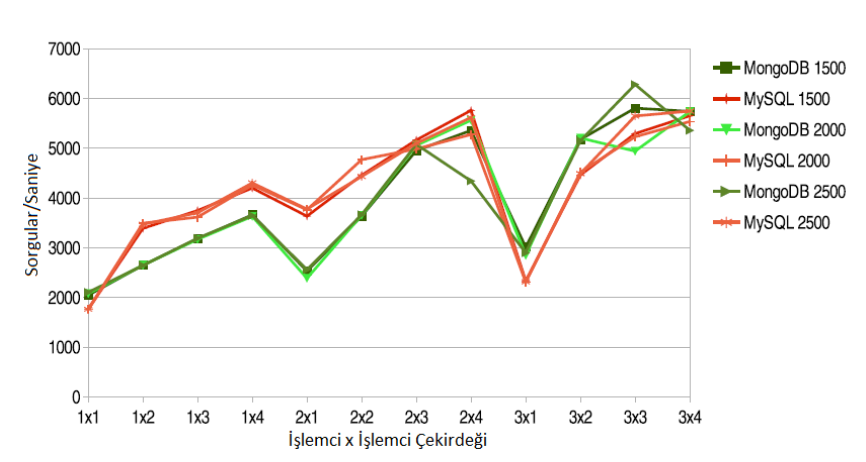 7000
6000
5000
4000
3000
2000
1000
0
Sorgular/Saniye
1x1 1x2 1x3 1x4 2x1 2x2 2x3 2x4 3x1 3x2 3x3 3x4
İşlemci x İşlemci Çekirdeği
MongoDB 1500
MySQL 1500
MongoDB 2000
MySQL 2000
MongoDB 2500
MySQL 2500